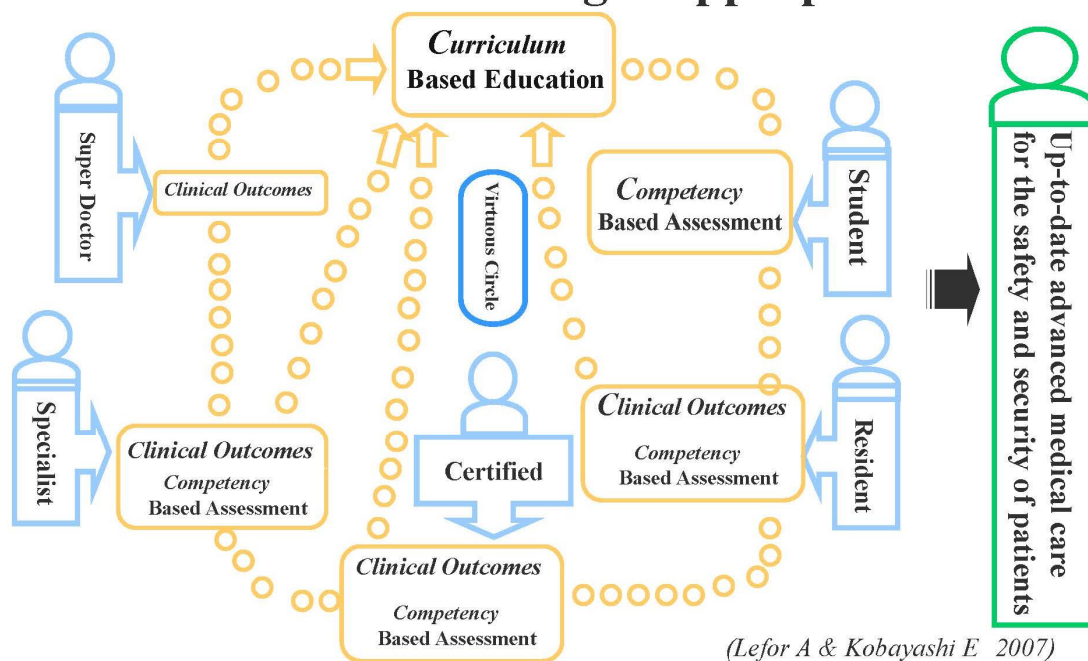 Curriculum
Based Education
Super Doctor
Clinical Outcomes
Virtuous Circle
Competency
Based Assessment
Student
Up-to-date advanced medical care
for the safety and security of patients
Specialist
Clinical Outcomes
Competency
Based Assessment
Certified
Clinical Outcomes
Competency
Based Assessment
Resident
Clinical Outcomes
Competency
Based Assessment
(Lefor A & Kobayashi E 2007)